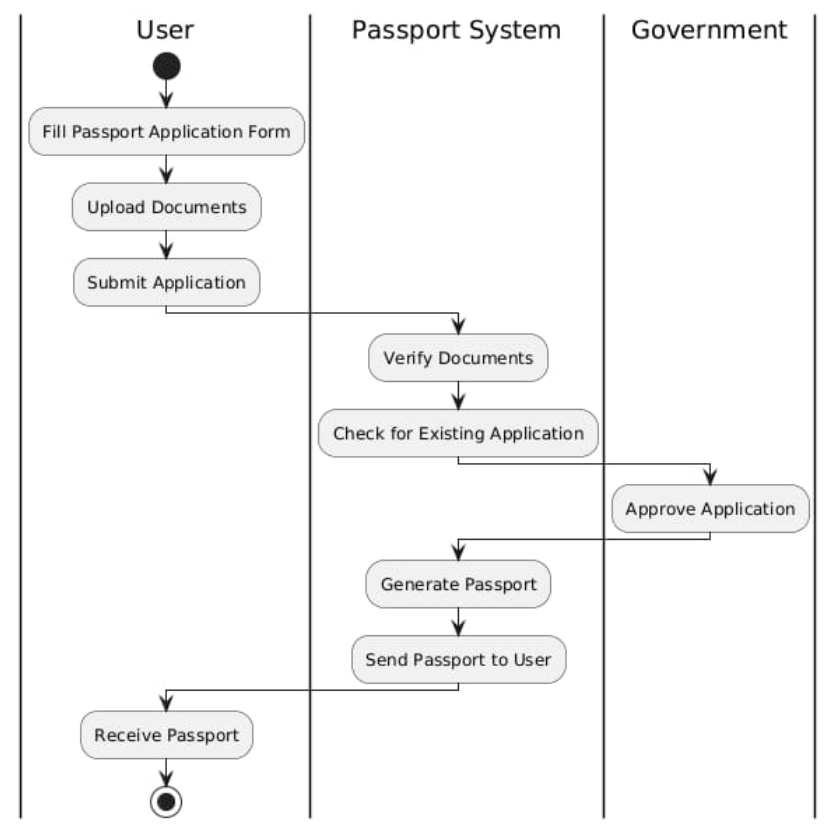 User
Passport System
Government
Fill Passport Application Form
Upload Documents
Submit Application
Verify Documents
Check for Existing Application
Approve Application
Generate Passport
Send Passport to User
Receive Passport